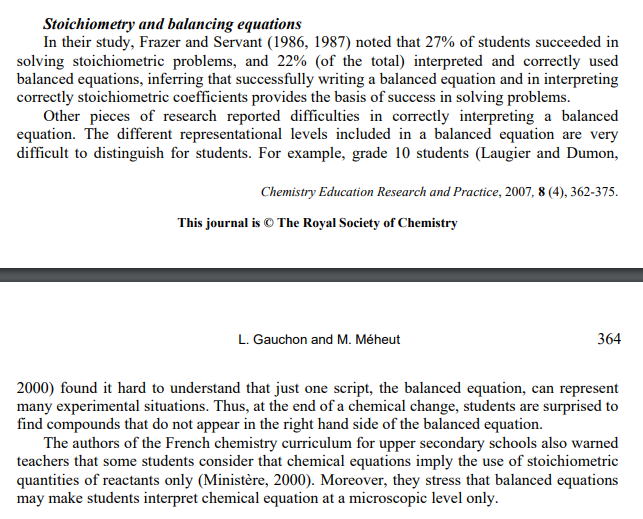 Stoichiometry and balancing equations
In their study, Frazer and Servant (1986, 1987) noted that 27% of students succeeded in
solving stoichiometric problems, and 22% (of the total) interpreted and correctly used
balanced equations, inferring that successfully writing a balanced equation and in interpreting
correctly stoichiometric coefficients provides the basis of success in solving problems.
Other pieces of research reported difficulties in correctly interpreting a balanced
equation. The different representational levels included in a balanced equation are very
difficult to distinguish for students. For example, grade 10 students (Laugier and Dumon,
Chemistry Education Research and Practice, 2007, 8 (4), 362-375.
This journal is © The Royal Society of Chemistry
L. Gauchon and M. Méheut
364
2000) found it hard to understand that just one script, the balanced equation, can represent
many experimental situations. Thus, at the end of a chemical change, students are surprised to
find compounds that do not appear in the right hand side of the balanced equation.
The authors of the French chemistry curriculum for upper secondary schools also warned
teachers that some students consider that chemical equations imply the use of stoichiometric
quantities of reactants only (Ministère, 2000). Moreover, they stress that balanced equations
may make students interpret chemical equation at a microscopic level only.